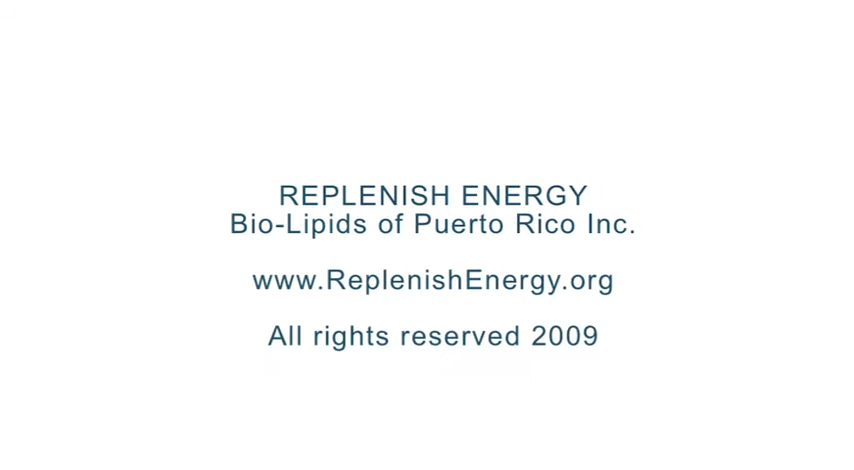 REPLENISH ENERGY
Bio-Lipids of Puerto Rico Inc.
www.ReplenishEnergy.org
All rights reserved 2009